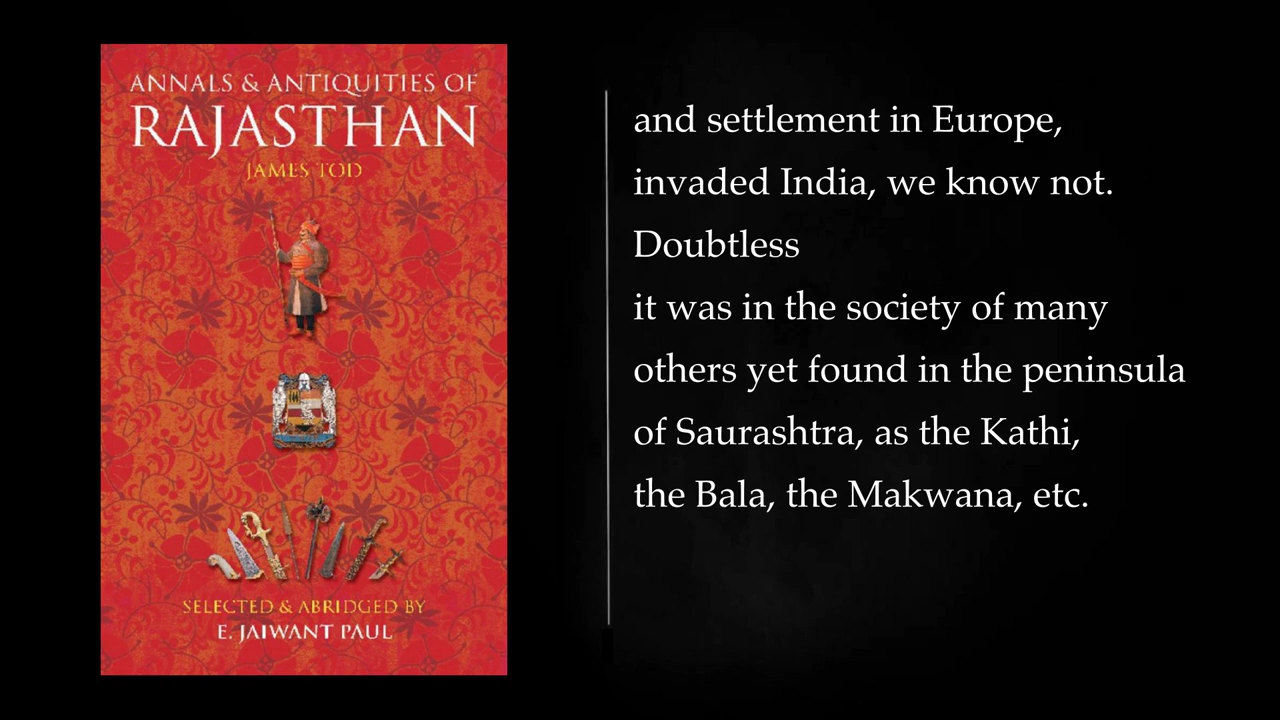 ANNALS & ANTIQUITIES OF
RAJASTHAN
JAMES TOD
SELECTED & ABRIDGED BY
E. JAIWANT PAUL
and settlement in Europe,
invaded India, we know not.
Doubtless
it was in the society of many
others yet found in the peninsula
of Saurashtra, as the Kathi,
the Bala, the Makwana, etc.